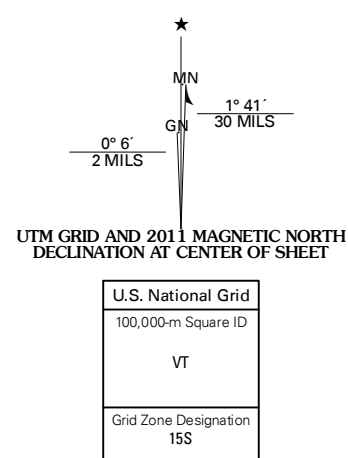 MN
1° 41´
30 MILS
GN
0° 6´
2 MILS
UTM GRID AND 2011 MAGNETIC NORTH
DECLINATION AT CENTER OF SHEET
U.S. National Grid
100,000-m Square ID
VT
Grid Zone Designation
15S